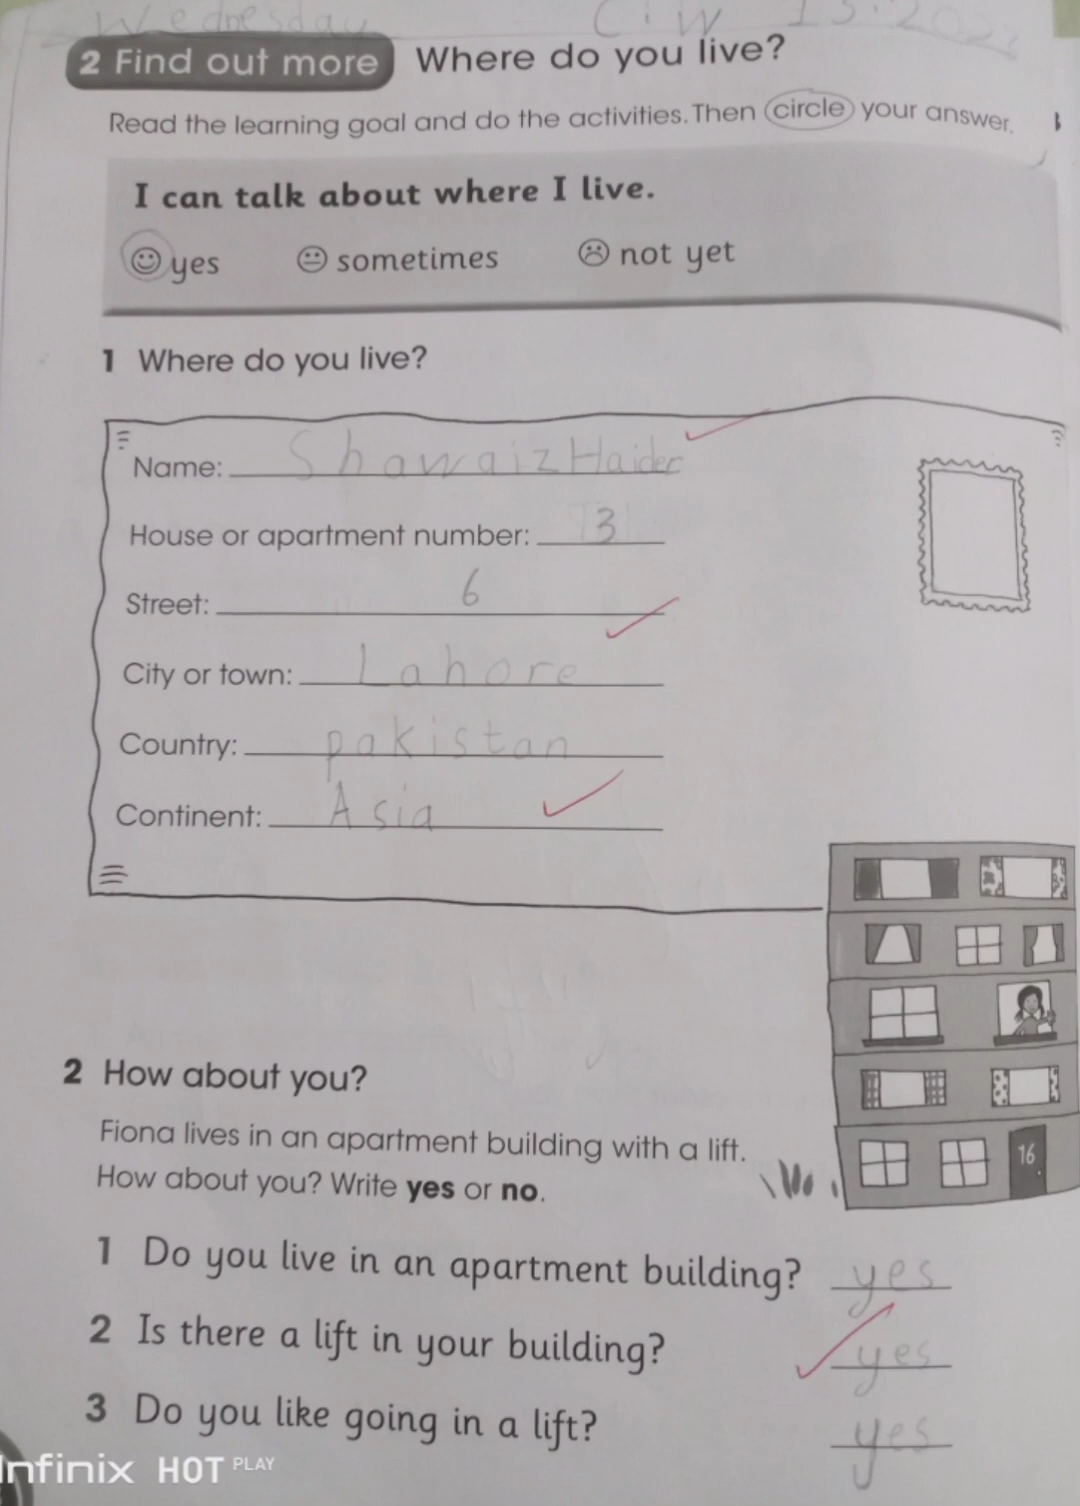 Wednesday C.W 15.202
2 Find out more Where do you live?
Read the learning goal and do the activities. Then circle your answer.
I can talk about where I live.
yes sometimes not yet
1 Where do you live?
Name: Shawaiz Haider
House or apartment number: 3
Street: 6
City or town: Lahore
Country: pakistan
Continent: Asia
2 How about you?
Fiona lives in an apartment building with a lift.
How about you? Write yes or no.
16
1 Do you live in an apartment building? yes
2 Is there a lift in your building? yes
3 Do you like going in a lift? yes
Infinix HOT PLAY